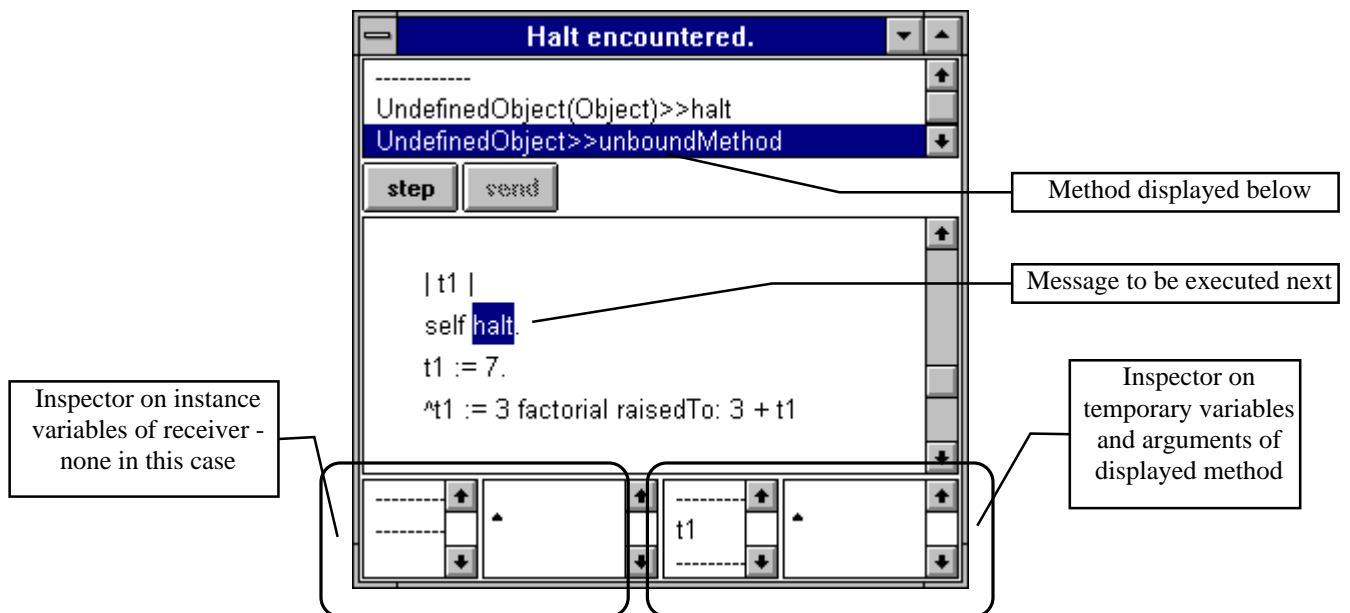 Halt encountered.
------------
UndefinedObject(Object)>>halt
UndefinedObject>>unboundMethod
step send
Method displayed below
| t1 |
self halt.
t1 := 7.
^t1 := 3 factorial raisedTo: 3 + t1
Message to be executed next
Inspector on instance
variables of receiver -
none in this case
Inspector on
temporary variables
and arguments of
displayed method
---------
---------
---------
t1
---------